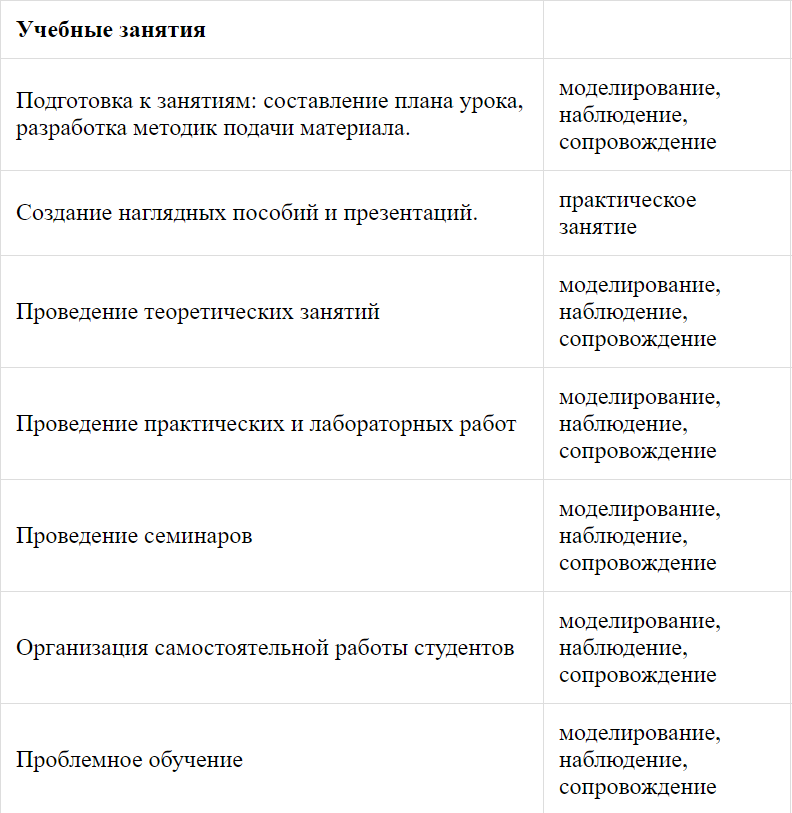 Учебные занятия
Подготовка к занятиям: составление плана урока,
разработка методик подачи материала.
моделирование,
наблюдение,
сопровождение
Создание наглядных пособий и презентаций.
практическое
занятие
Проведение теоретических занятий
моделирование,
наблюдение,
сопровождение
Проведение практических и лабораторных работ
моделирование,
наблюдение,
сопровождение
Проведение семинаров
моделирование,
наблюдение,
сопровождение
Организация самостоятельной работы студентов
моделирование,
наблюдение,
сопровождение
Проблемное обучение
моделирование,
наблюдение,
сопровождение